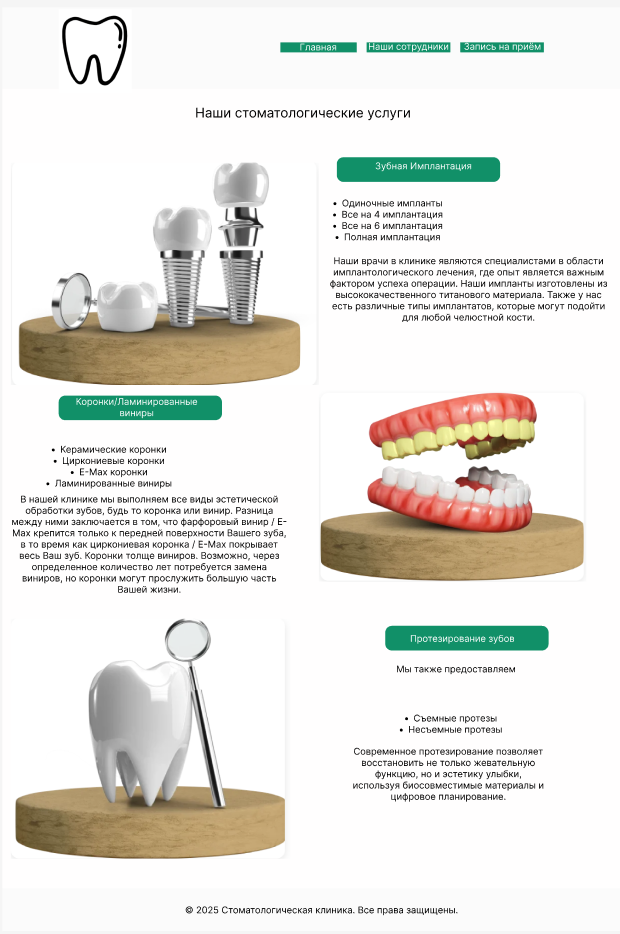 Главная
Наши сотрудники
Запись на приём
Наши стоматологические услуги
Зубная Имплантация
• Одиночные импланты
• Все на 4 имплантация
• Все на 6 имплантация
• Полная имплантация
Наши врачи в клинике являются специалистами в области
имплантологического лечения, где опыт является важным
фактором успеха операции. Наши импланты изготовлены из
высококачественного титанового материала. Также у нас
есть различные типы имплантатов, которые могут подойти
для любой челюстной кости.
Коронки/Ламинированные
виниры
• Керамические коронки
• Циркониевые коронки
• E-Max коронки
• Ламинированные виниры
В нашей клинике мы выполняем все виды эстетической
обработки зубов, будь то коронка или винир. Разница
между ними заключается в том, что фарфоровый винир / E-
Max крепится только к передней поверхности Вашего зуба,
в то время как циркониевая коронка / E-Max покрывает
весь Ваш зуб. Коронки толще виниров. Возможно, через
определенное количество лет потребуется замена
виниров, но коронки могут прослужить большую часть
Вашей жизни.
Протезирование зубов
Мы также предоставляем
• Съемные протезы
• Несъемные протезы
Современное протезирование позволяет
восстановить не только жевательную
функцию, но и эстетику улыбки,
используя биосовместимые материалы и
цифровое планирование.
© 2025 Стоматологическая клиника. Все права защищены.